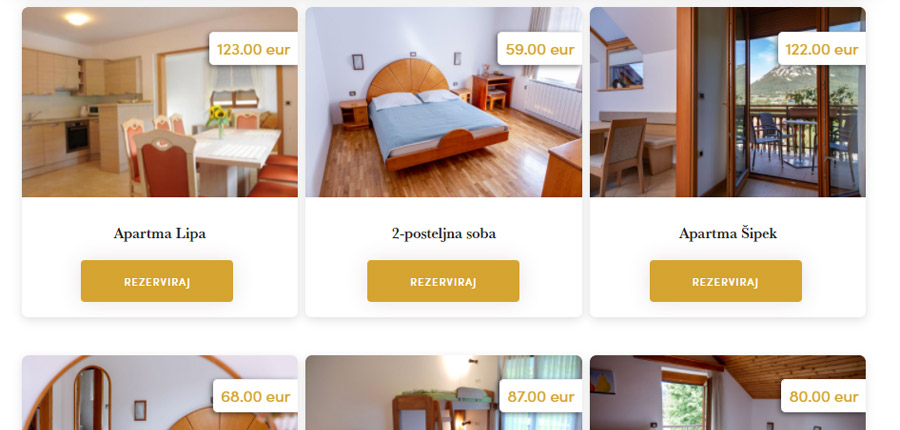 123.00 eur
59.00 eur
122.00 eur
Apartma Lipa
2-posteljna soba
Apartma Šipek
REZERVIRAJ
REZERVIRAJ
REZERVIRAJ
68.00 eur
87.00 eur
80.00 eur